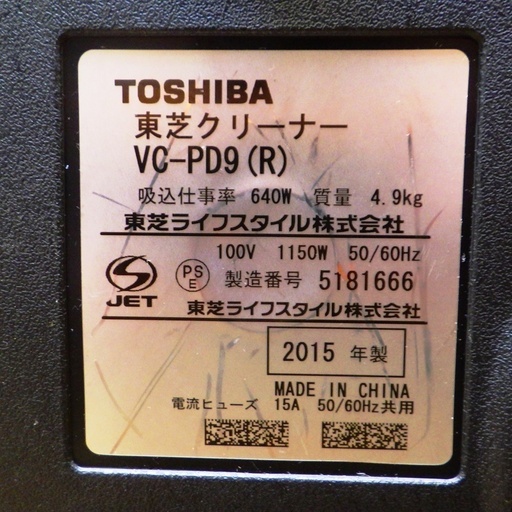 TOSHIBA
東芝クリーナー
VC-PD9(R)
吸込仕事率 640W 質量 4.9kg
東芝ライフスタイル株式会社
100V 1150W 50/60Hz
JET
PS E
製造番号 5181666
東芝ライフスタイル株式会社
2015 年製
MADE IN CHINA
電流ヒューズ 15A 50/60Hz共用